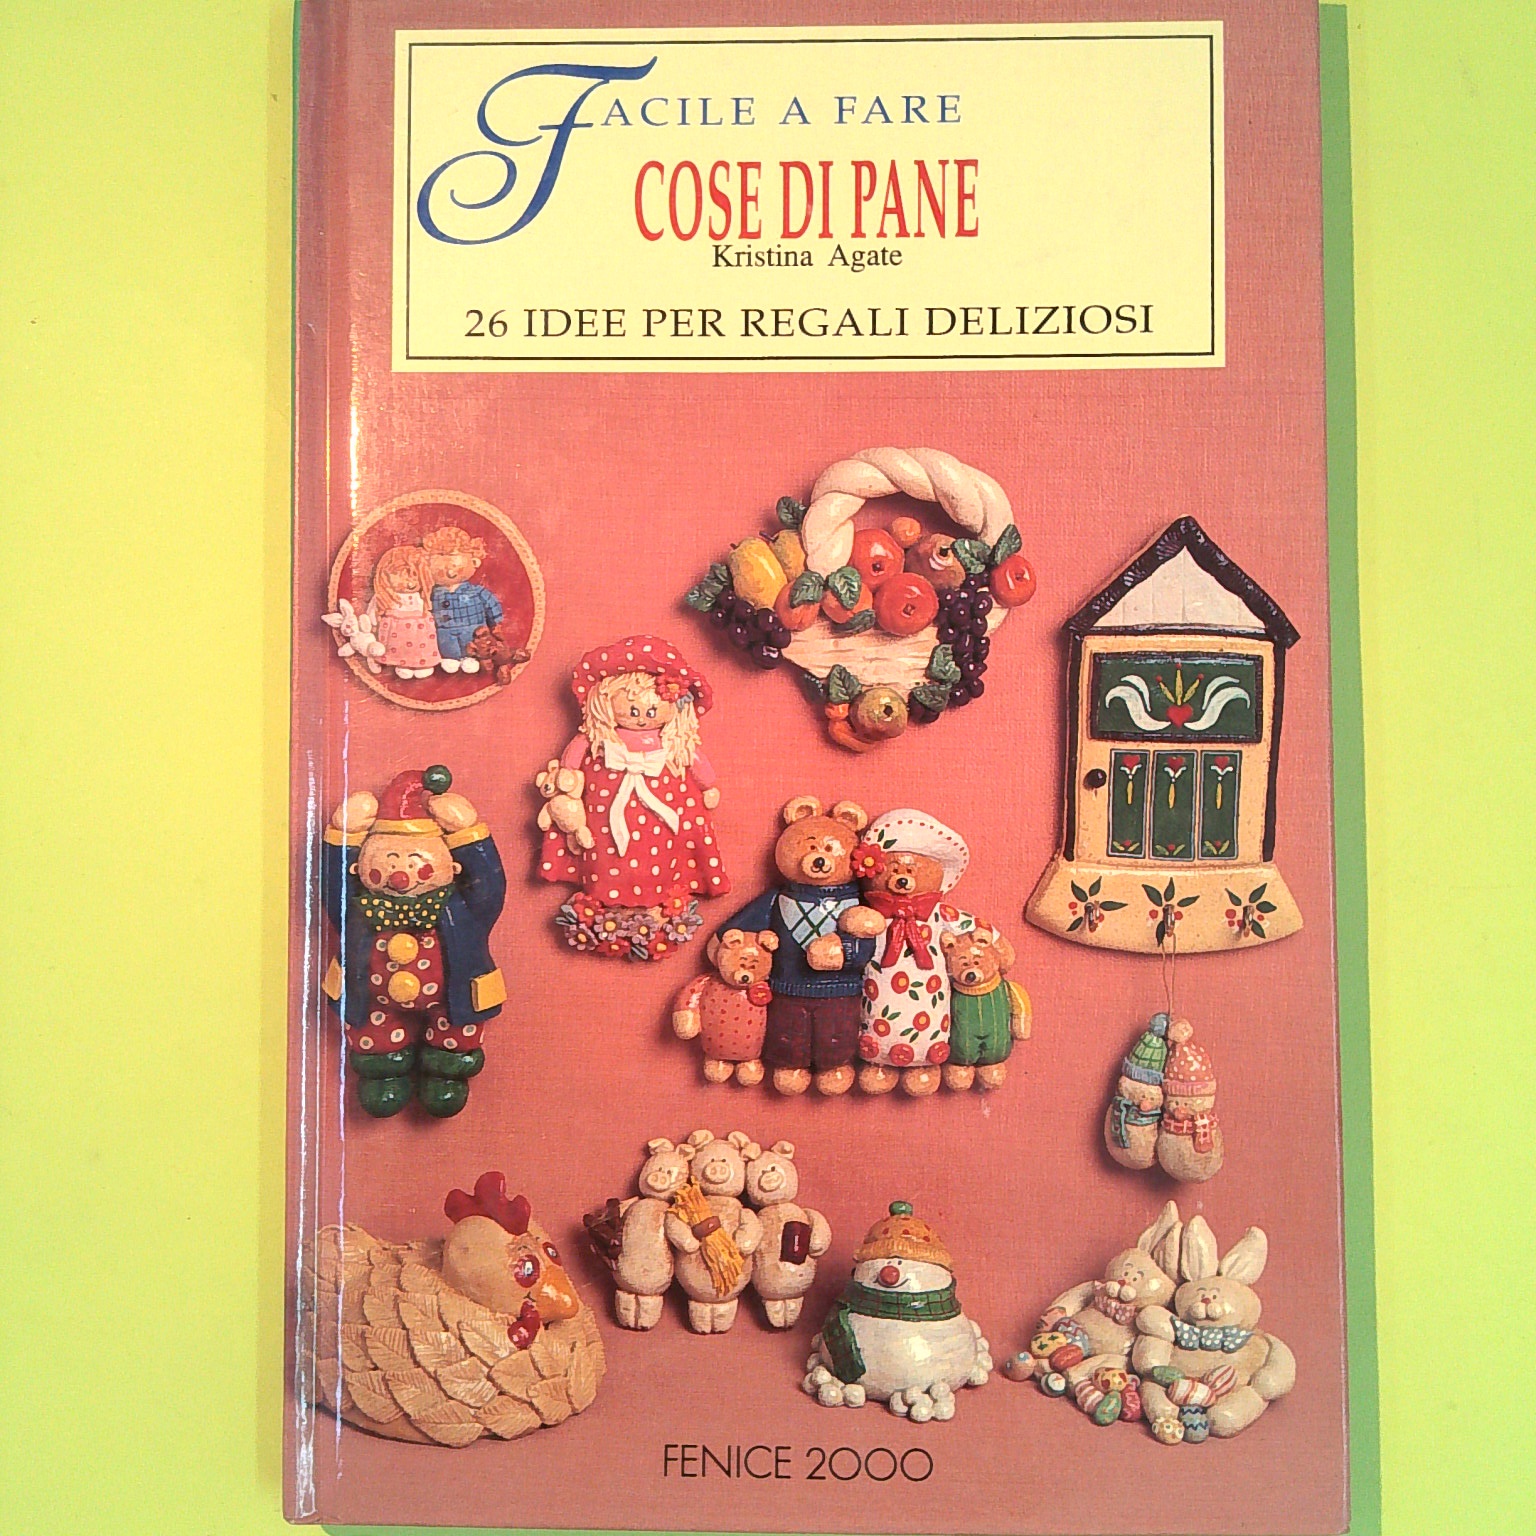 FACILE A FARE
COSE DI PANE
Kristina Agate
26 IDEE PER REGALI DELIZIOSI
FENICE 2000